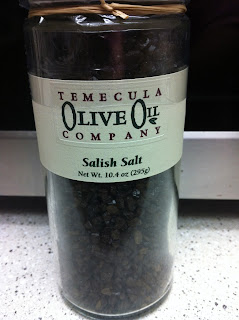 TEMECULA
OLIVE OIL
COMPANY
Salish Salt
Net Wt. 10.4 oz (295g)